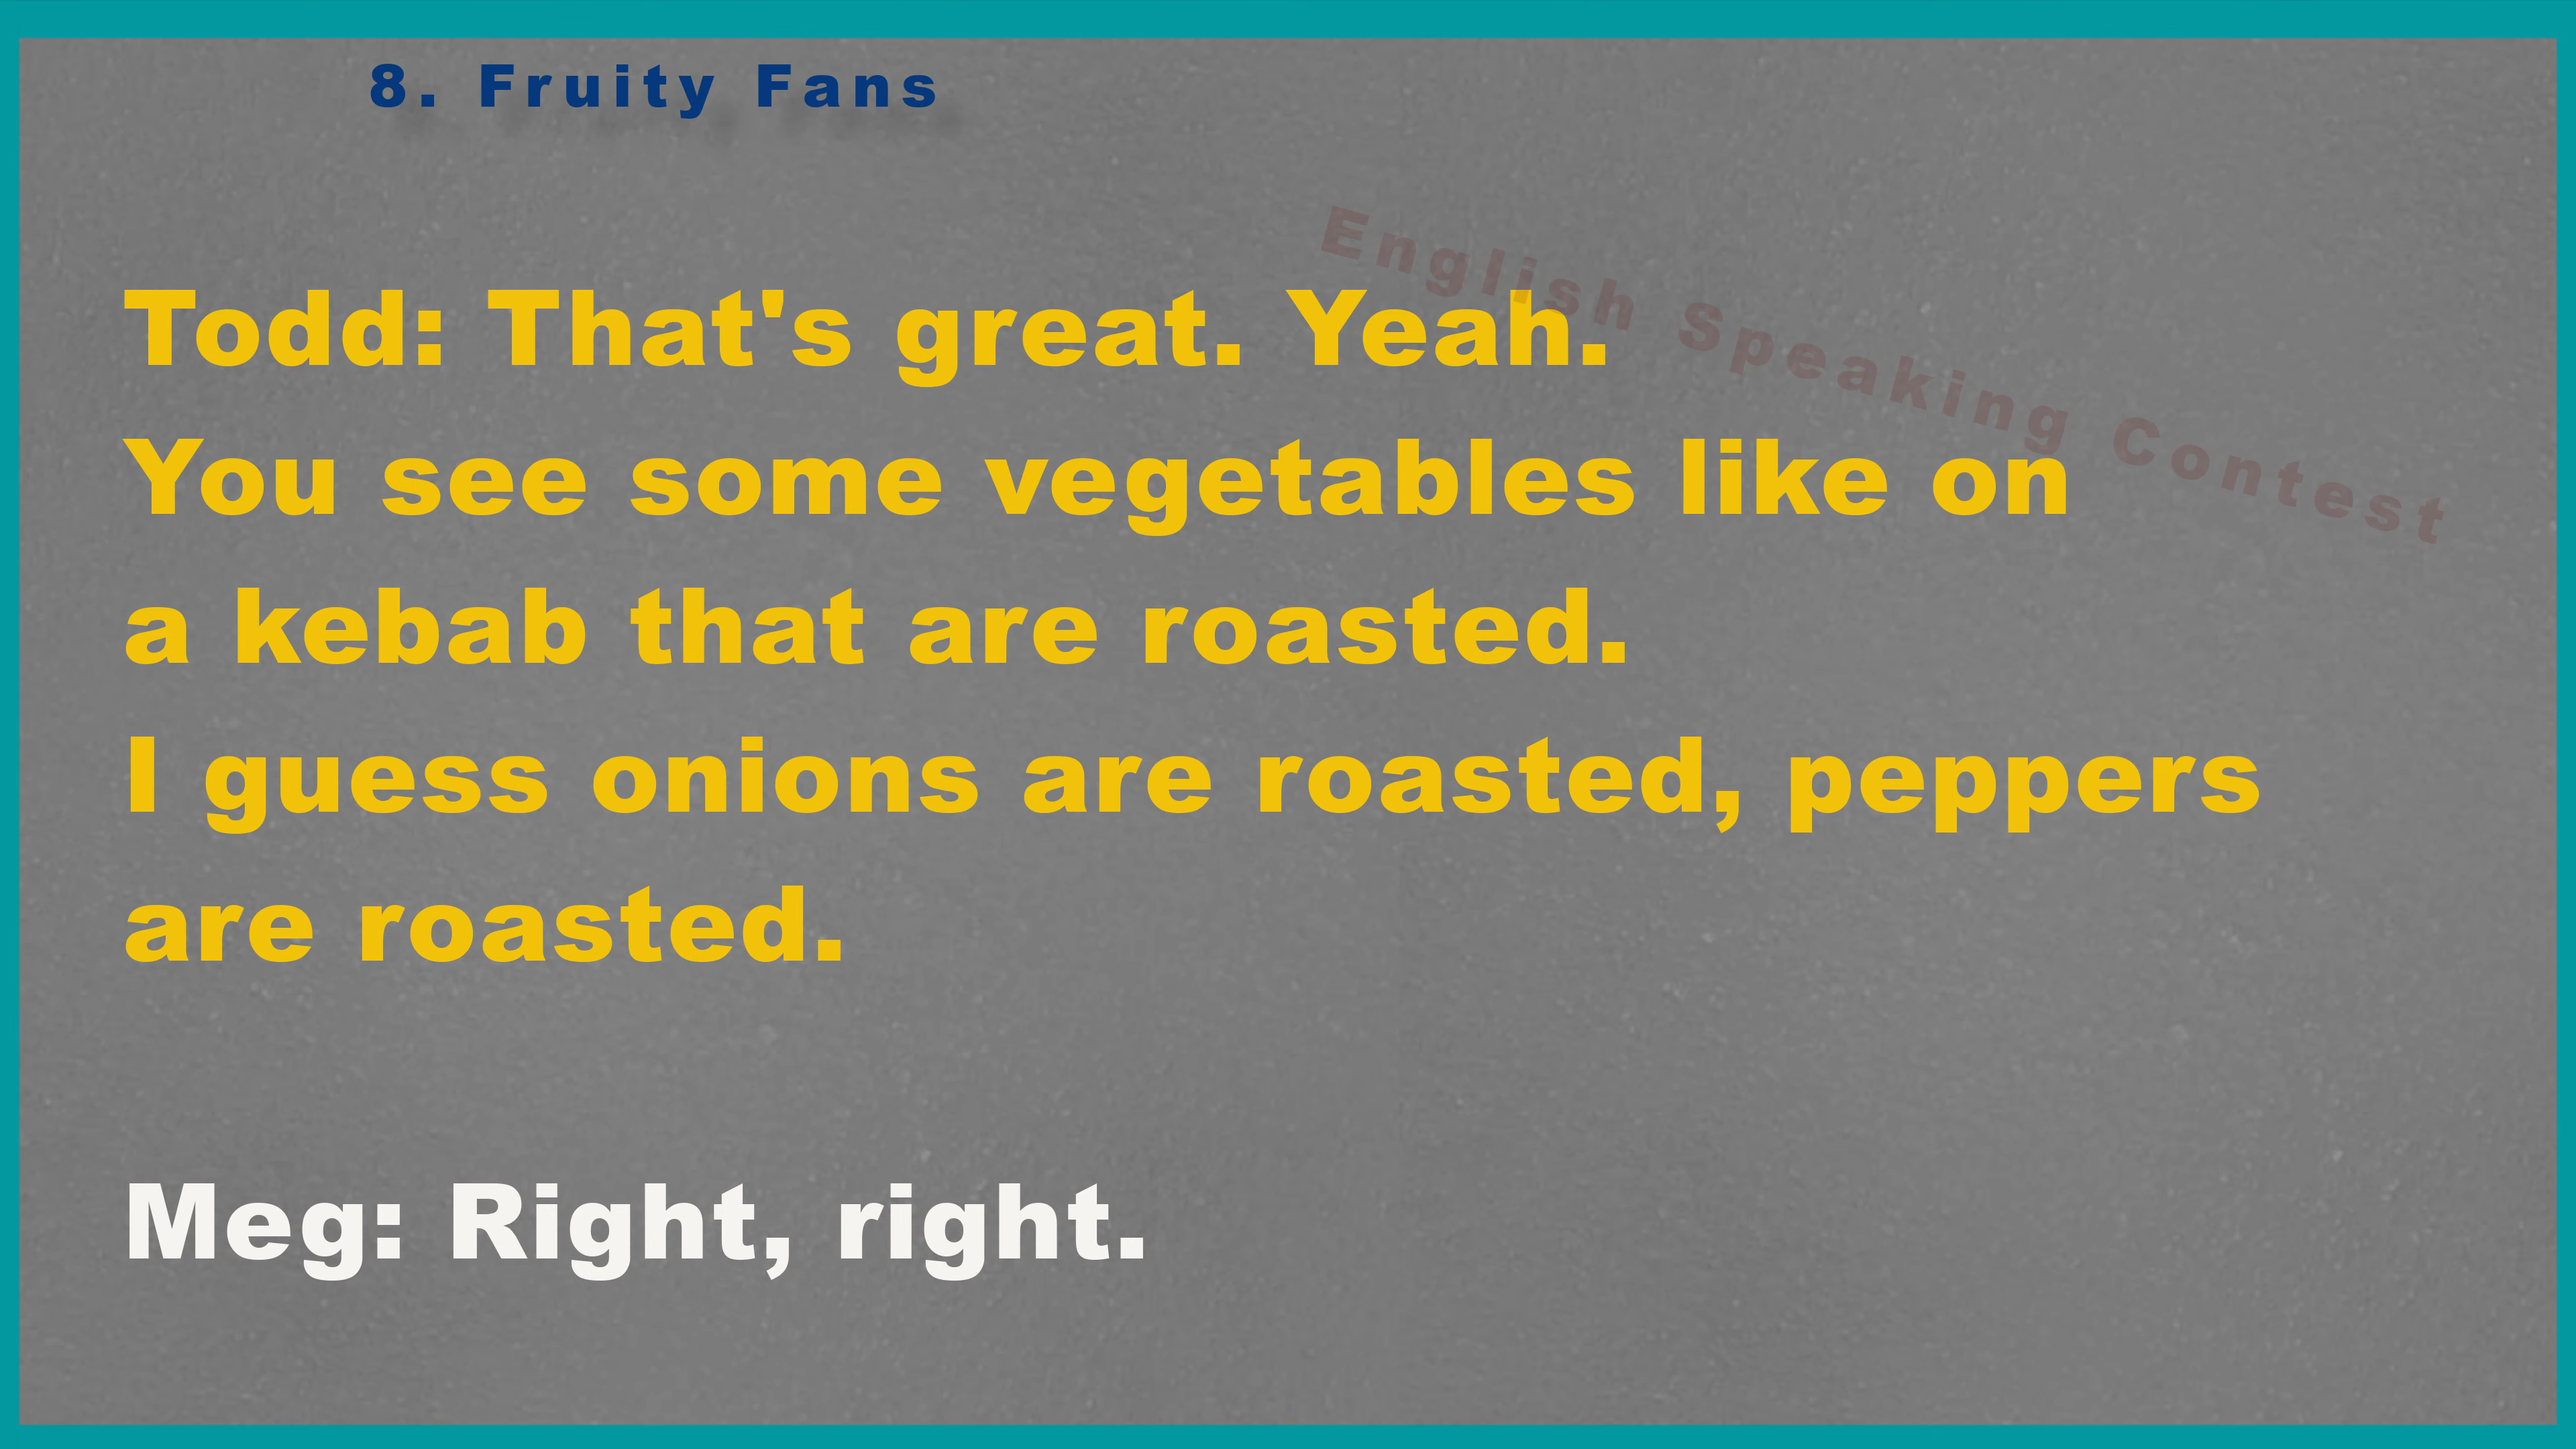 8. Fruity Fans
English Speaking Contest
Todd: That's great. Yeah.
You see some vegetables like on
a kebab that are roasted.
I guess onions are roasted, peppers
are roasted.
Meg: Right, right.